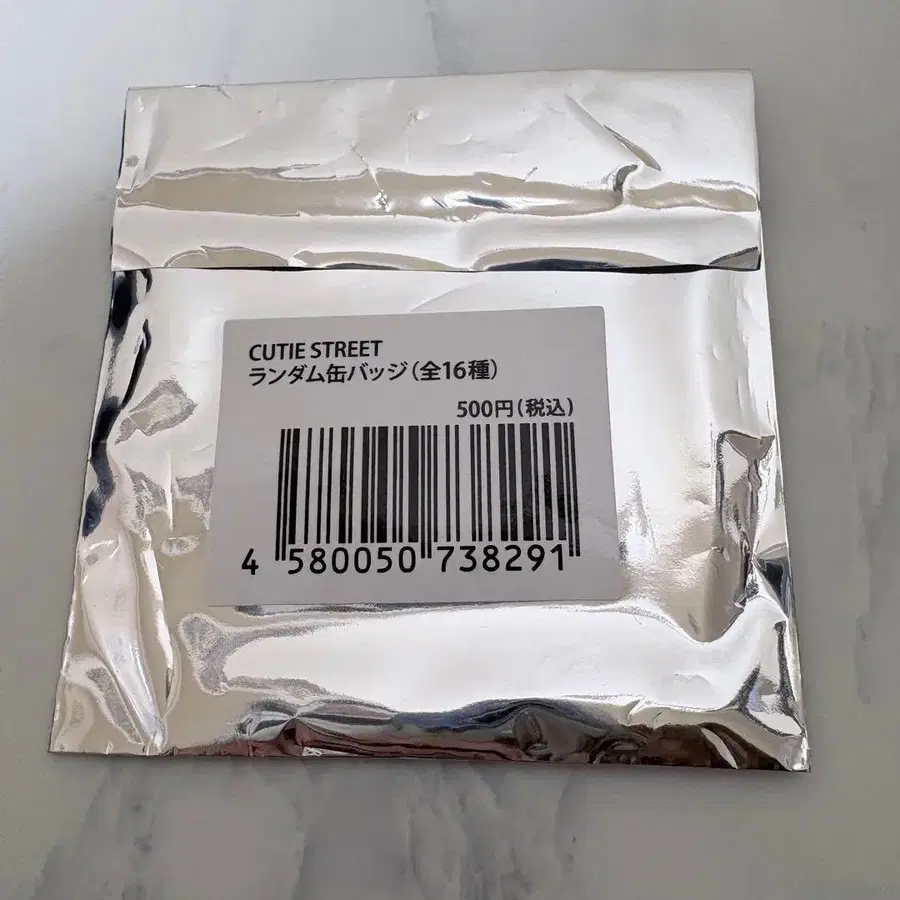 CUTIE STREET
ランダム缶バッジ(全16種)
500円(税込)
4 580050 738291